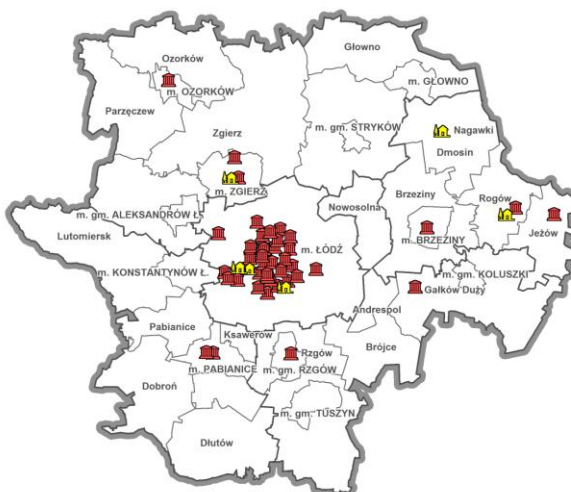 Ozorków
Głowno
m. GŁOWNO
m. OZORKÓW
Parzęczew
Zgierz
m. gm. STRYKÓW
Nagawki
Dmosin
m. ZGIERZ
Brzeziny
Rogów
Nowosolna
m. gm. ALEKSANDRÓW Ł.
Lutomiersk
m. ŁÓDŹ
m. BRZEZINY
Jeżów
m. KONSTANTYNÓW Ł.
m. gm. KOLUSZKI
Gałków Duży
Andrespol
Pabianice
Ksawerów
Brójce
Rzgów
m. PABIANICE
m. gm. RZGÓW
Dobroń
m. gm. TUSZYN
Dłutów